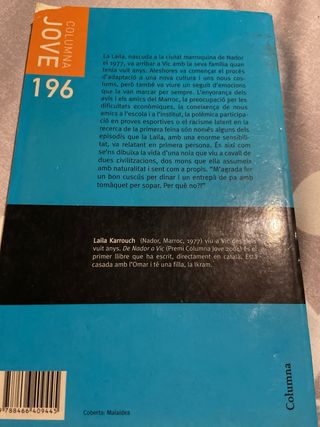 COLUMNA
JOVE
196
La Laila, nascuda a la ciutat marroquina de Nador
el 1977, va arribar a Vic amb la seva família quan
tenia vuit anys. Aleshores va començar el procés
d'adaptació a una nova cultura i uns nous cos-
tums, però també va viure un seguit d'emocions
que la van marcar per sempre. L'enyorança dels
avis i els amics del Marroc, la preocupació per les
dificultats econòmiques, la coneixença de nous
amics a l'escola i a l'institut, la polèmica participa-
ció en proves esportives o el racisme latent en la
recerca de la primera feina són només alguns dels
episodis que la Laila, amb una enorme sensibili-
tat, va relatant en primera persona. És així com
se'ns dibuixa la vida d'una noia que viu a cavall de
dues civilitzacions, dos mons que ella assumeix
amb naturalitat i sent com a propis. "M'agrada fer
un bon cuscús per dinar i un entrepà de pa amb
tomàquet per sopar. Per què no?!"
Laila Karrouch (Nador, Marroc, 1977) viu a Vic des dels
vuit anys. De Nador a Vic (Premi Columna Jove 2004) és el
primer llibre que ha escrit, directament en català. Està
casada amb l'Omar i té una filla, la Ikram.
Columna
9788466409445
Coberta: Malaidea